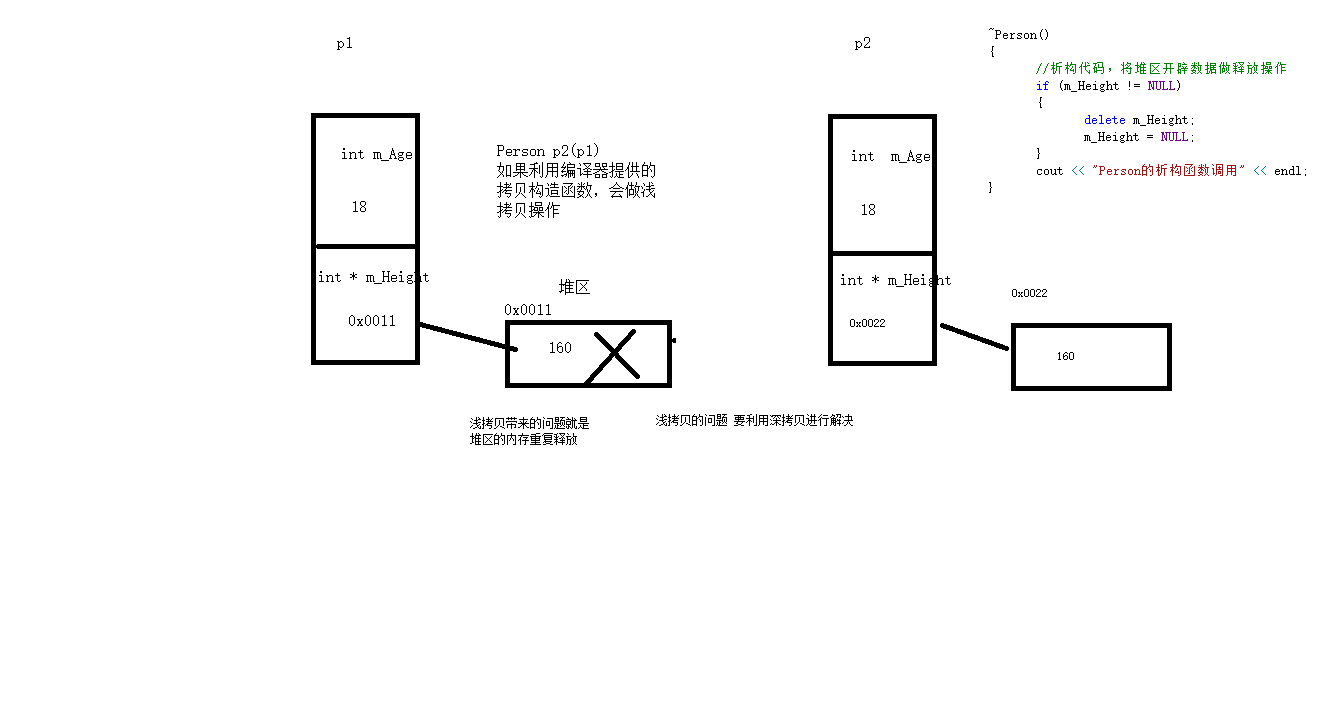 p1
int m_Age
18
int * m_Height
0x0011
Person p2(p1)
如果利用编译器提供的
拷贝构造函数，会做浅
拷贝操作
堆区
0x0011
160
浅拷贝带来的问题就是
堆区的内存重复释放
浅拷贝的问题 要利用深拷贝进行解决
p2
int  m_Age
18
int * m_Height
0x0022
0x0022
160
~Person()
{
//析构代码，将堆区开辟数据做释放操作
if (m_Height != NULL)
{
delete m_Height;
m_Height = NULL;
}
cout << "Person的析构函数调用" << endl;
}